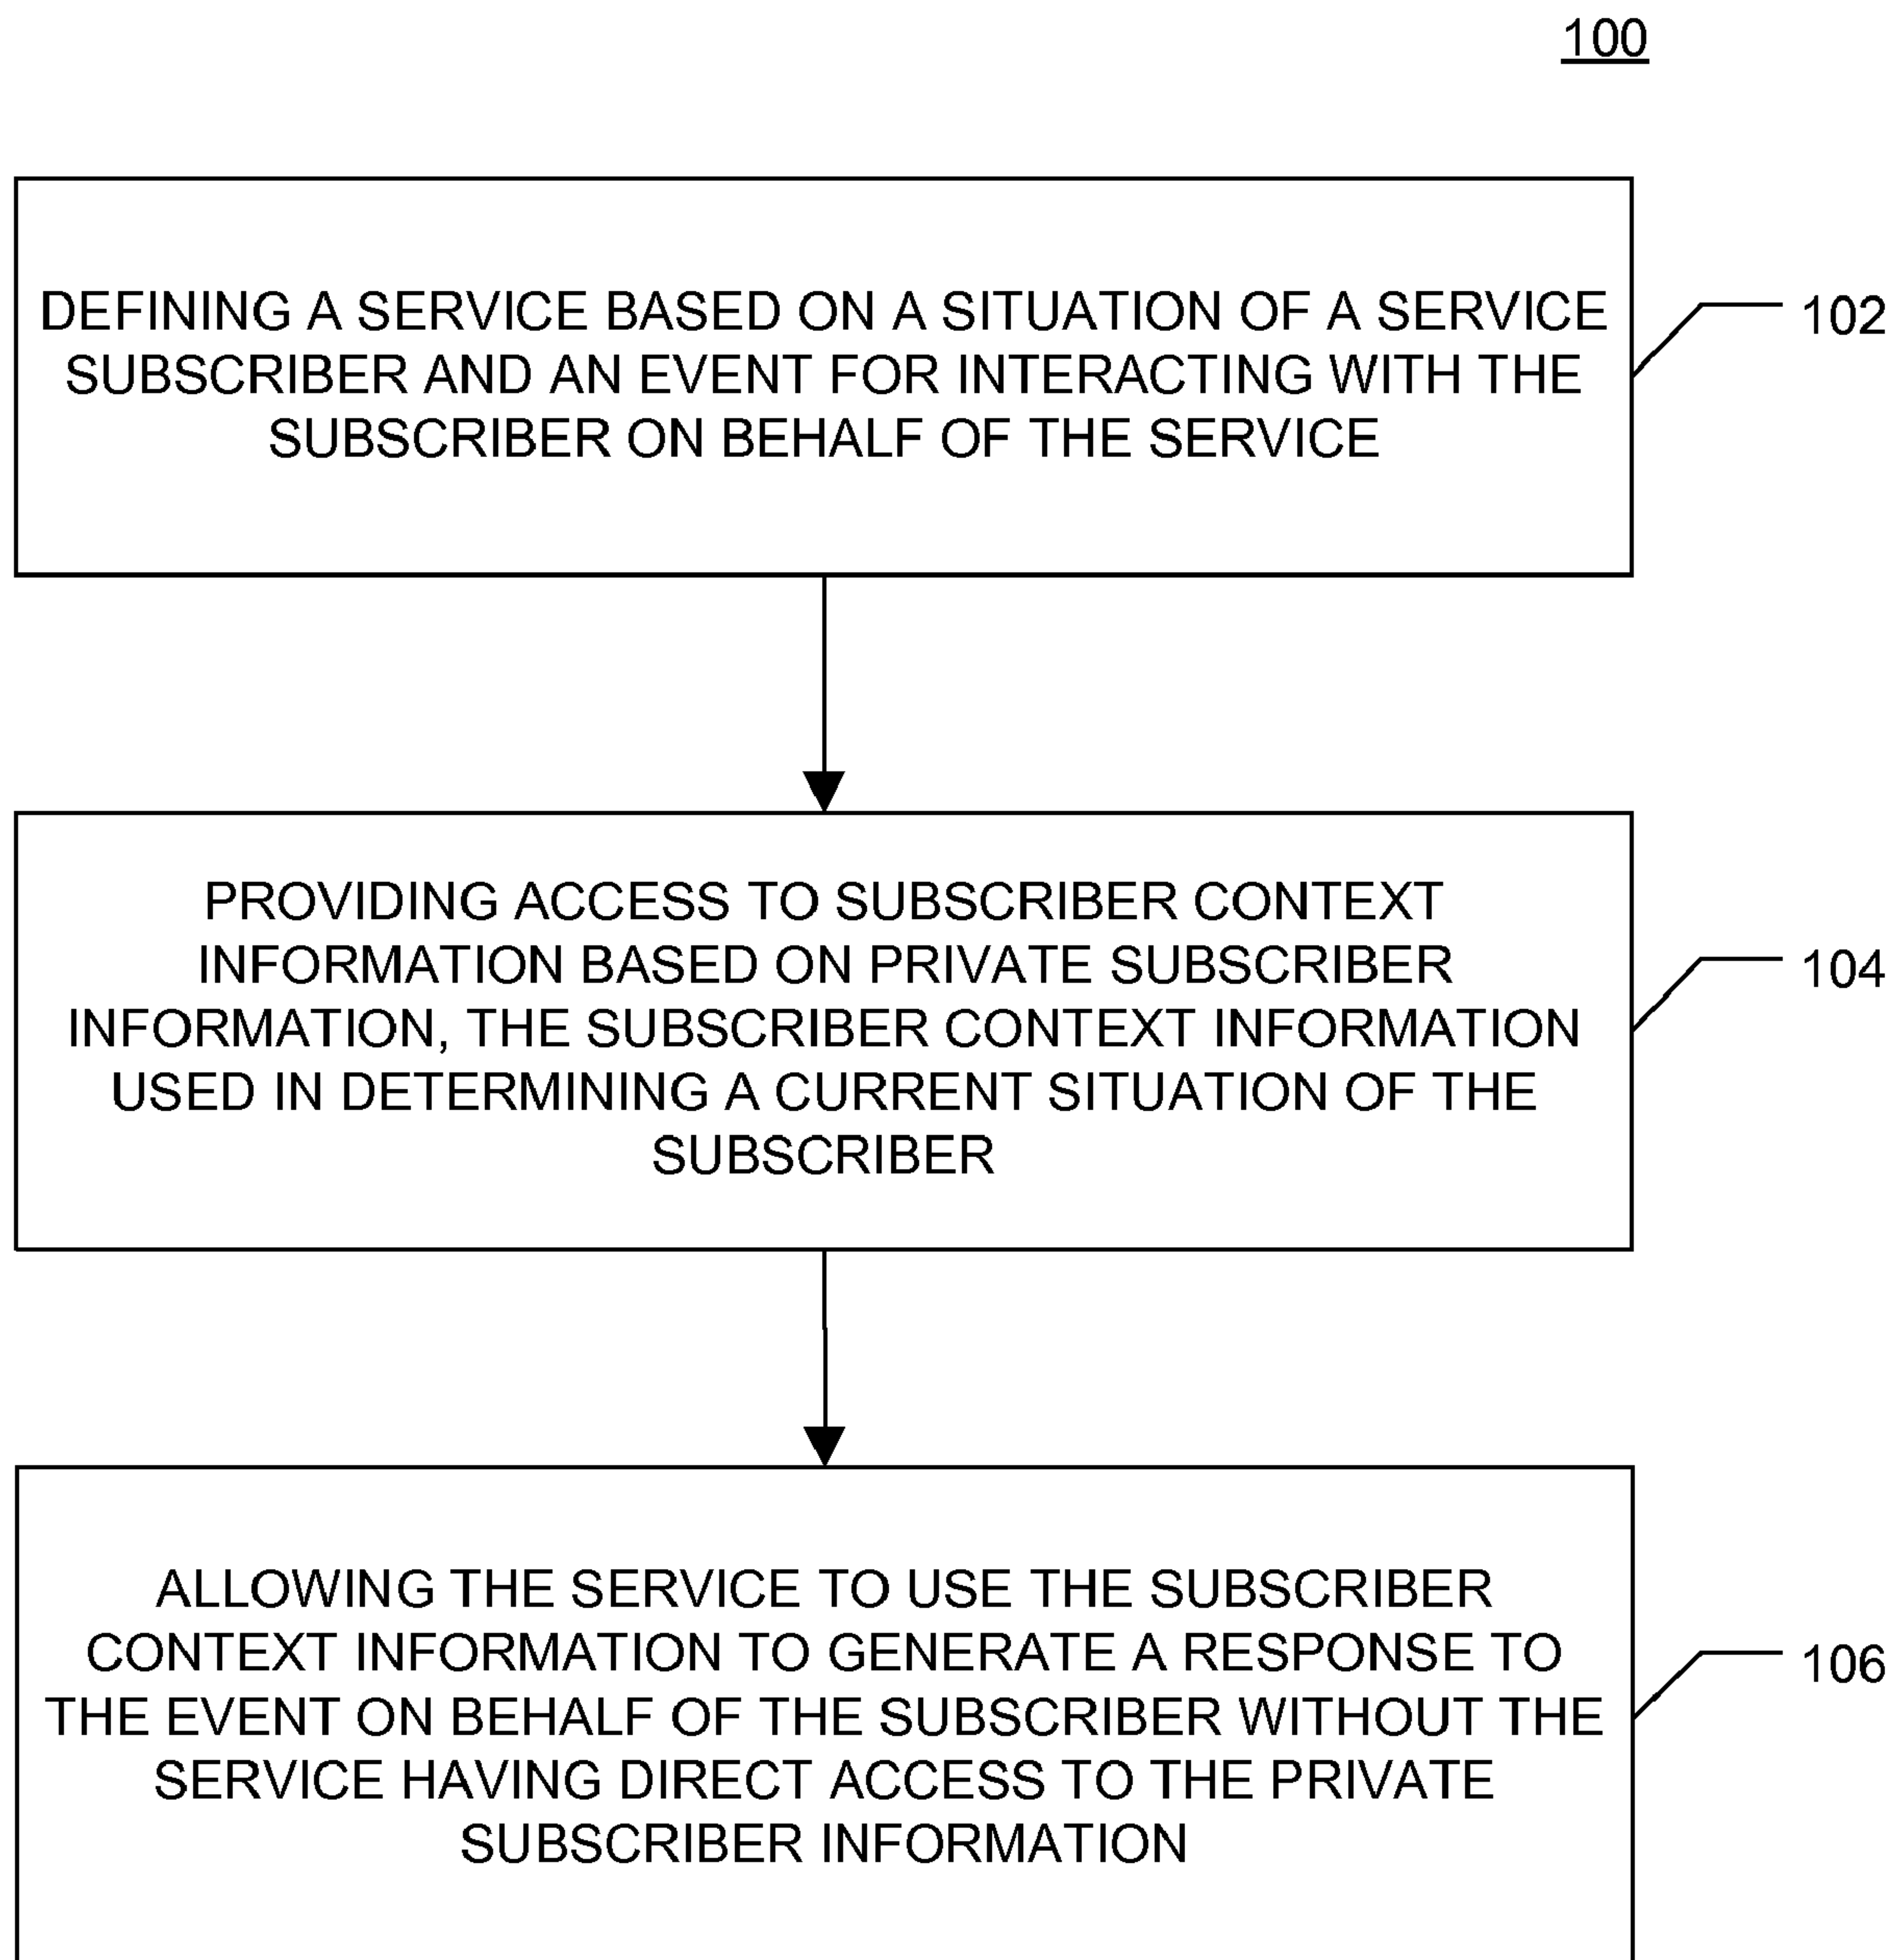 100
DEFINING A SERVICE BASED ON A SITUATION OF A SERVICE
SUBSCRIBER AND AN EVENT FOR INTERACTING WITH THE
SUBSCRIBER ON BEHALF OF THE SERVICE
102
PROVIDING ACCESS TO SUBSCRIBER CONTEXT
INFORMATION BASED ON PRIVATE SUBSCRIBER
INFORMATION, THE SUBSCRIBER CONTEXT INFORMATION
USED IN DETERMINING A CURRENT SITUATION OF THE
SUBSCRIBER
104
ALLOWING THE SERVICE TO USE THE SUBSCRIBER
CONTEXT INFORMATION TO GENERATE A RESPONSE TO
THE EVENT ON BEHALF OF THE SUBSCRIBER WITHOUT THE
SERVICE HAVING DIRECT ACCESS TO THE PRIVATE
SUBSCRIBER INFORMATION
106